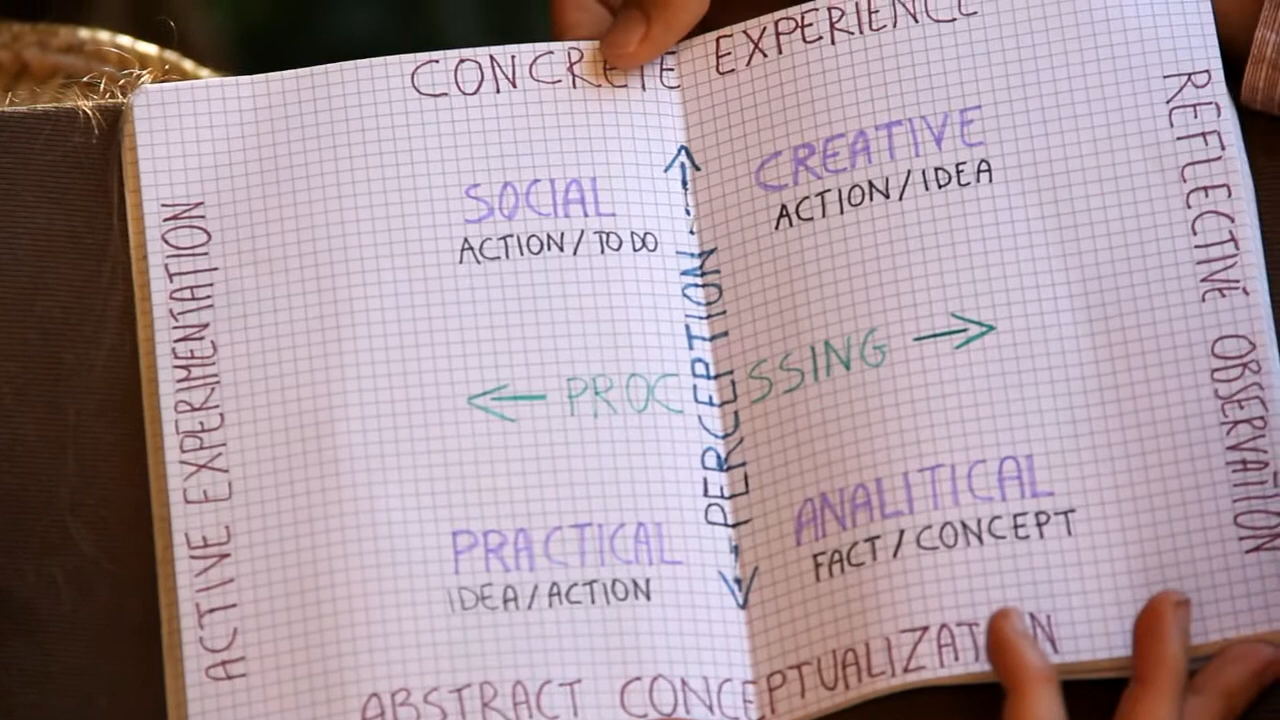 CONCRETE EXPERIENCE
CREATIVE
ACTION/IDEA
SOCIAL
ACTION/TO DO
ACTIVE EXPERIMENTATION
REFLECTIVE OBSERVATION
PERCEPTION
PROCESSING
ANALITICAL
FACT/CONCEPT
PRACTICAL
IDEA/ACTION
ABSTRACT CONCEPTUALIZATION